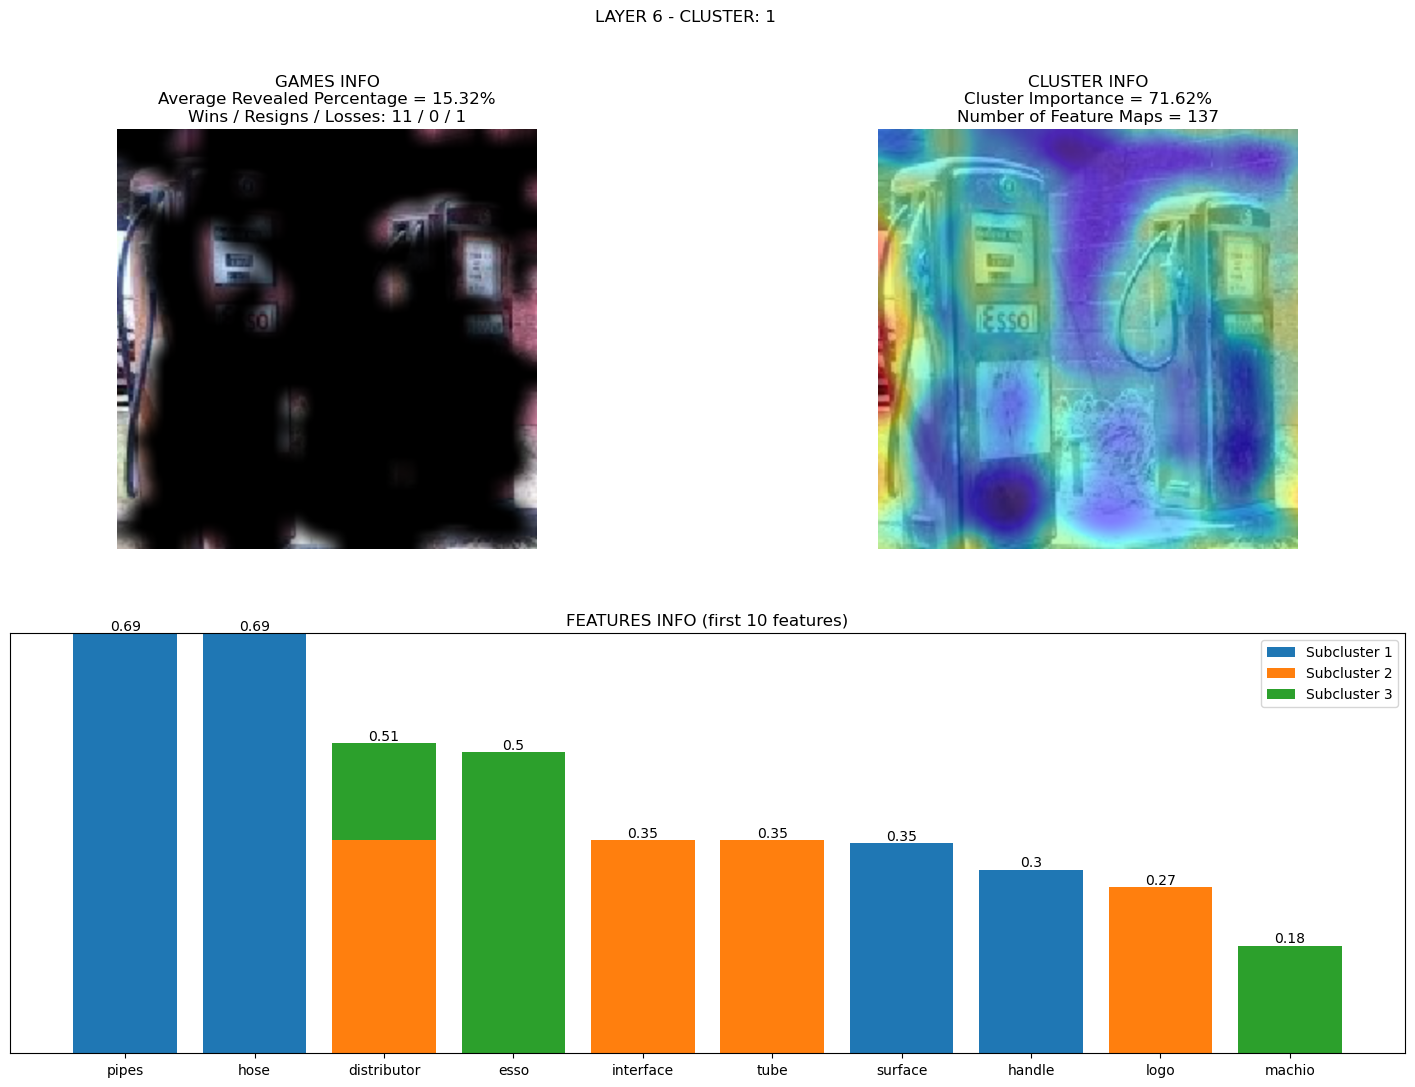 LAYER 6 - CLUSTER: 1
GAMES INFO
Average Revealed Percentage = 15.32%
Wins / Resigns / Losses: 11 / 0 / 1
CLUSTER INFO
Cluster Importance = 71.62%
Number of Feature Maps = 137
SSO
ESSO
FEATURES INFO (first 10 features)
0.69
0.69
0.51
0.5
0.35
0.35
0.35
0.3
0.27
0.18
Subcluster 1
Subcluster 2
Subcluster 3
pipes
hose
distributor
esso
interface
tube
surface
handle
logo
machio